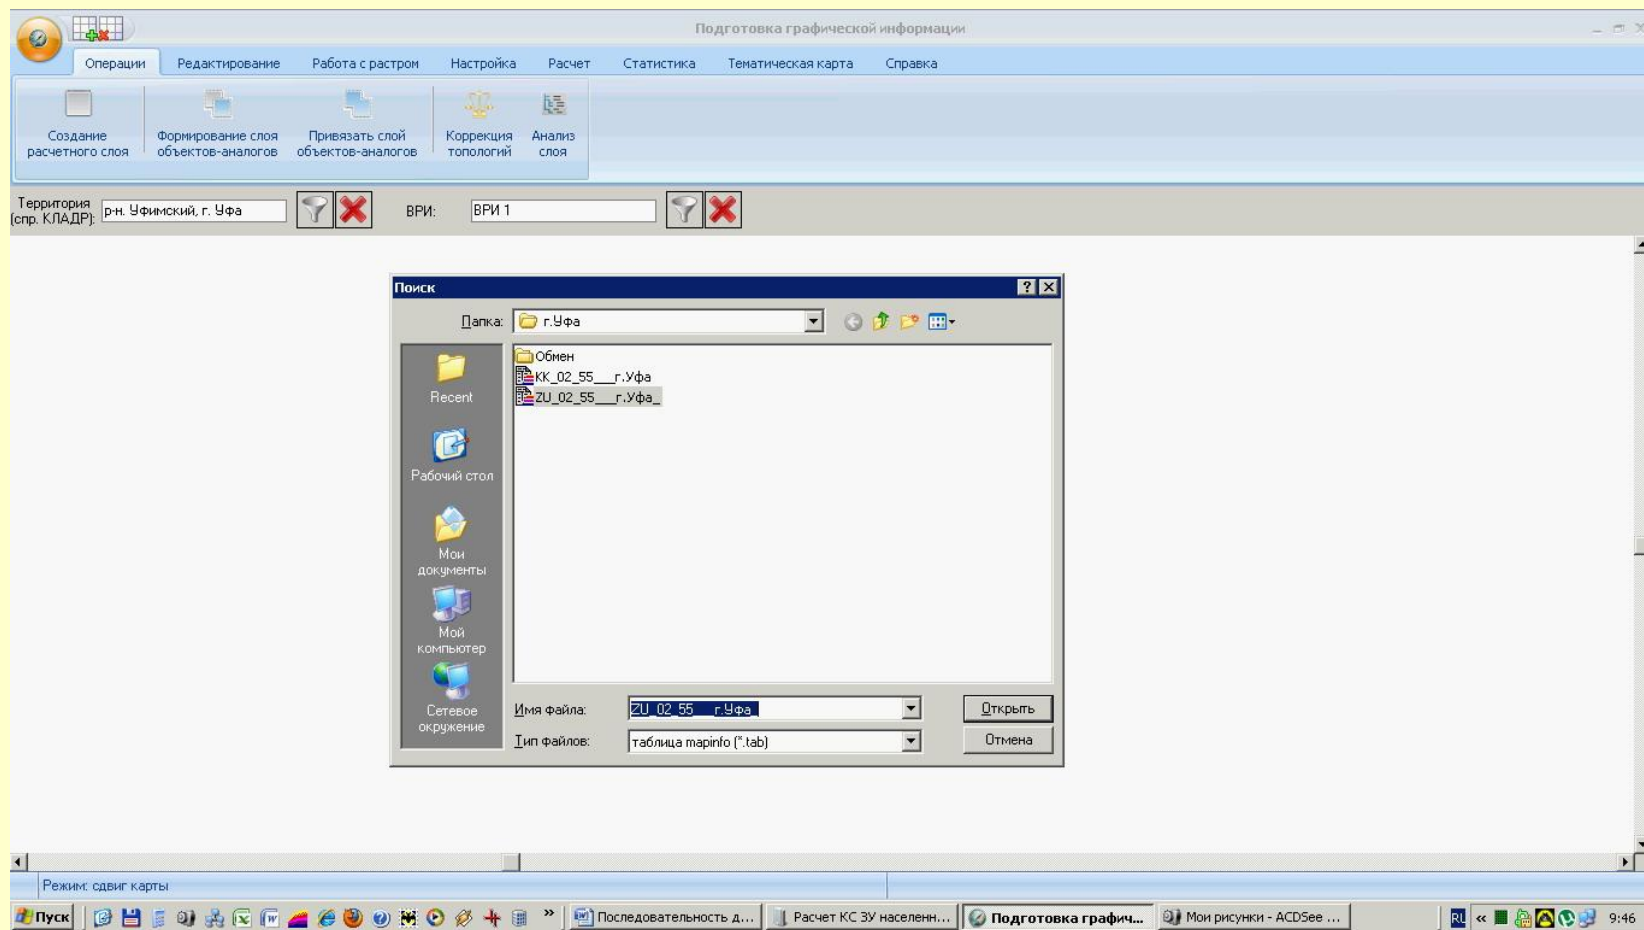 Подготовка графической информации
Операции Редактирование Работа с растром Настройка Расчет Статистика Тематическая карта Справка
Создание расчетного слоя
Формирование слоя объектов-аналогов
Привязать слой объектов-аналогов
Коррекция топологий
Анализ слоя
Территория (спр. КЛАДР): р-н. Уфимский, г. Уфа ВРИ: ВРИ 1
Поиск
Папка: г.Уфа
Обмен
KK_02_55___г.Уфа
ZU_02_55___г.Уфа_
Recent
Рабочий стол
Мои документы
Мой компьютер
Сетевое окружение
Имя файла: ZU_02_55___г.Уфа_ Открыть
Тип файлов: таблица mapinfo (*.tab) Отмена
Режим: сдвиг карты
Пуск » Последовательность д... Расчет КС ЗУ населенн... Подготовка графич... Мои рисунки - ACDSee ... RU « 9:46